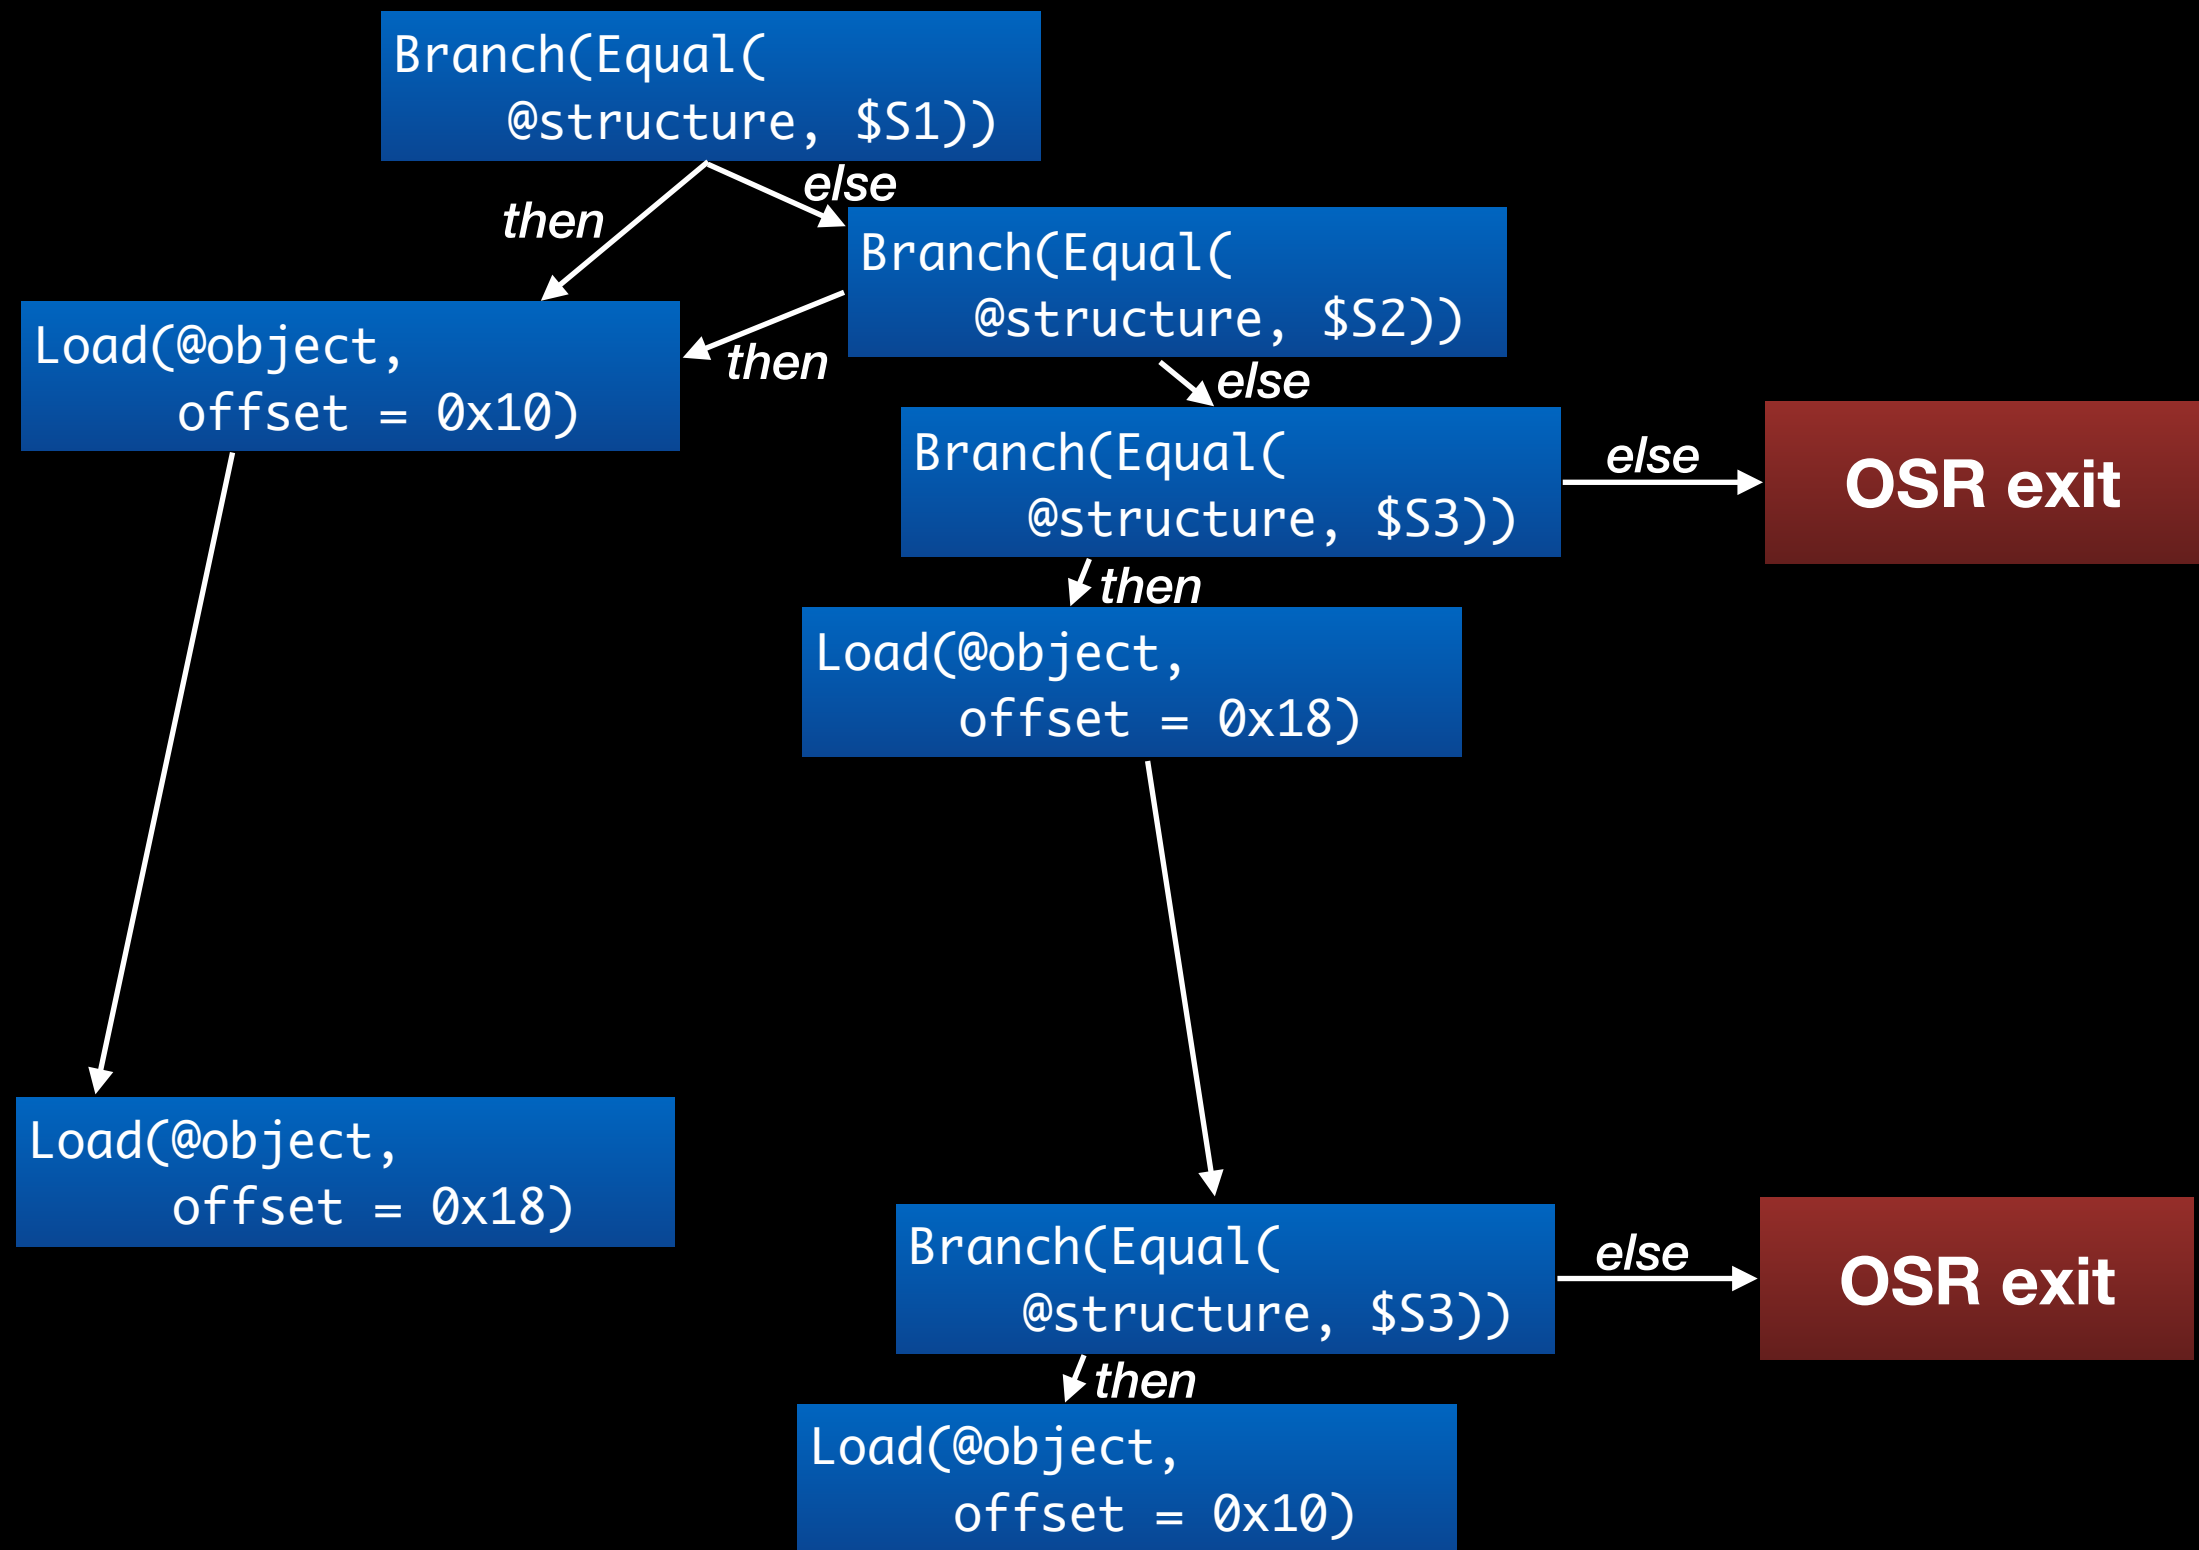 Branch(Equal(
@structure, $S1))
then
else
Branch(Equal(
@structure, $S2))
Load(@object,
offset = 0x10)
then
else
Branch(Equal(
@structure, $S3))
else
OSR exit
then
Load(@object,
offset = 0x18)
Load(@object,
offset = 0x18)
Branch(Equal(
@structure, $S3))
else
OSR exit
then
Load(@object,
offset = 0x10)